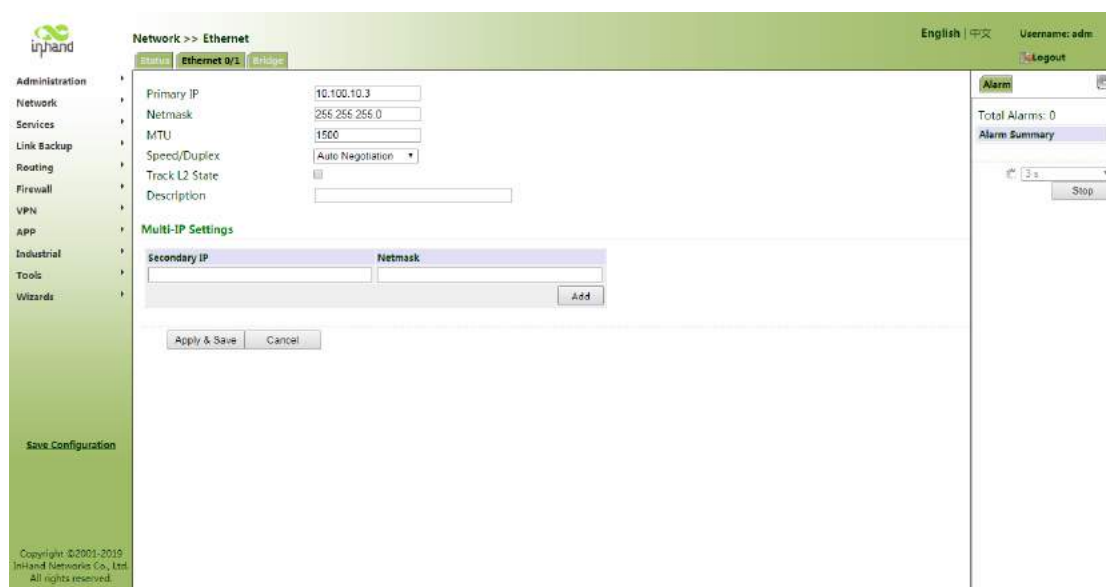 inhand
Network >> Ethernet
English | 中文
Username: adm
Logout
Status
Ethernet 0/1
Bridge
Administration
Network
Services
Link Backup
Routing
Firewall
VPN
APP
Industrial
Tools
Wizards
Save Configuration
Copyright ©2001-2019
InHand Networks Co., Ltd.
All rights reserved.
Primary IP 10.100.10.3
Netmask 255.255.255.0
MTU 1500
Speed/Duplex Auto Negotiation
Track L2 State
Description
Multi-IP Settings
Secondary IP Netmask
Add
Apply & Save Cancel
Alarm
Total Alarms: 0
Alarm Summary
3 s
Stop